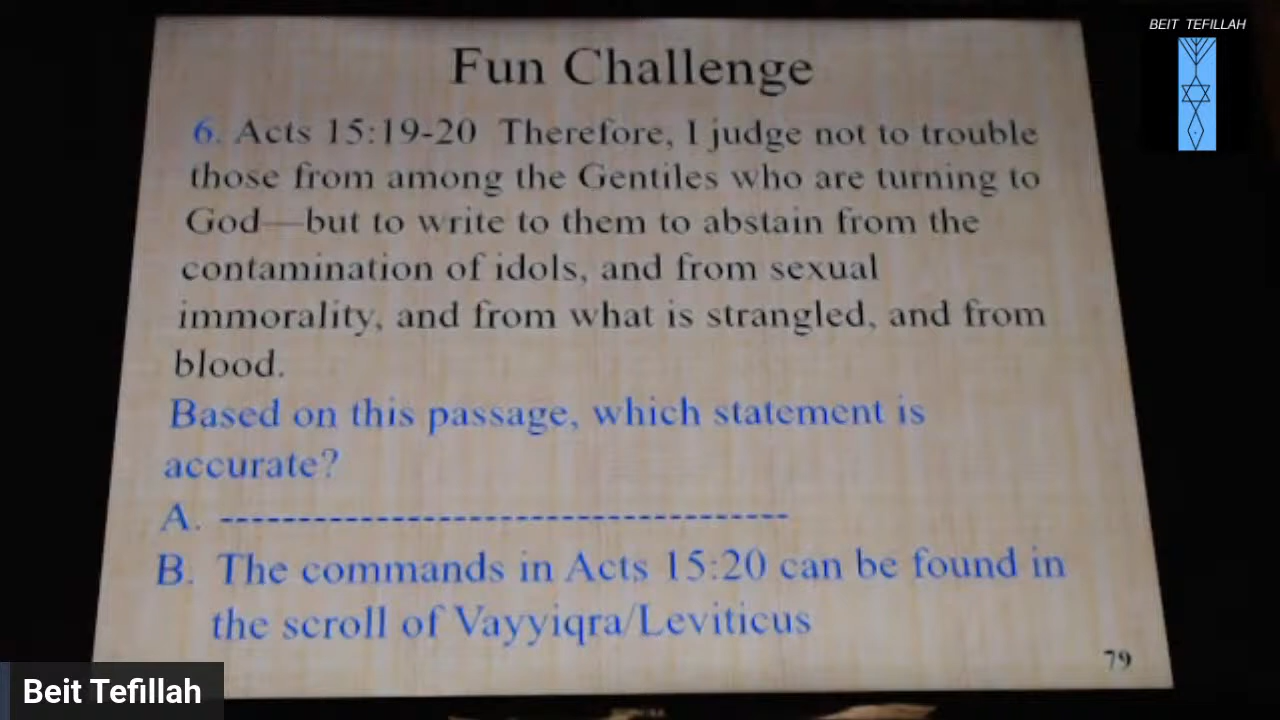 BEIT TEFILLAH
Fun Challenge
6. Acts 15:19-20 Therefore, I judge not to trouble
those from among the Gentiles who are turning to
God—but to write to them to abstain from the
contamination of idols, and from sexual
immorality, and from what is strangled, and from
blood.
Based on this passage, which statement is
accurate?
A. ------------------------------------
B. The commands in Acts 15:20 can be found in
the scroll of Vayyiqra/Leviticus
79
Beit Tefillah